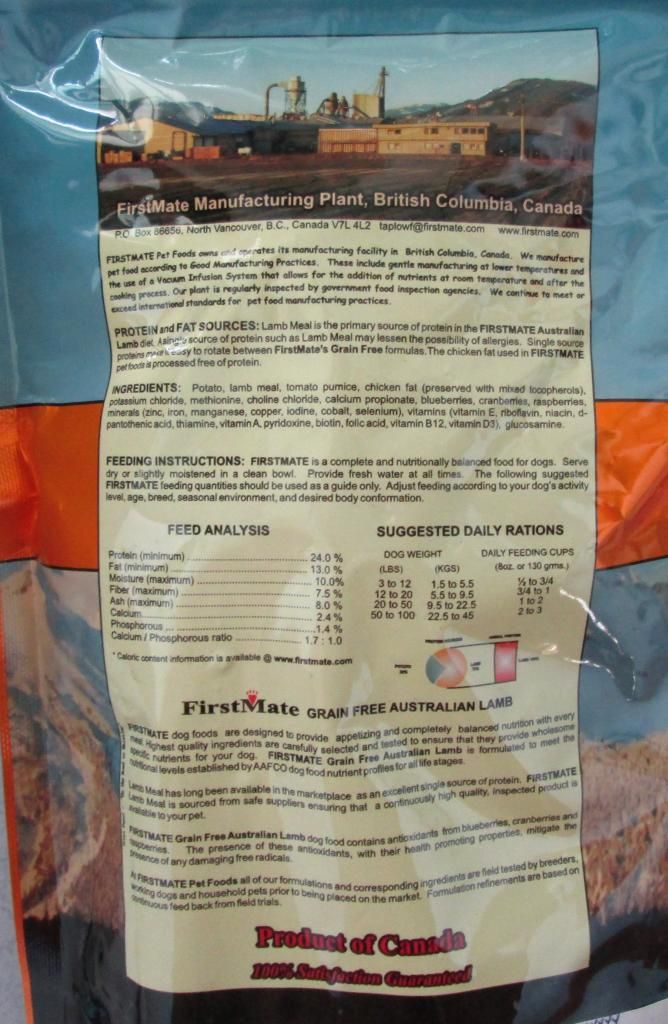 FirstMate Manufacturing Plant, British Columbia, Canada
P.O. Box 86656, North Vancouver, B.C., Canada V7L 4L2 taplowf@firstmate.com www.firstmate.com
FIRSTMATE Pet Foods owns and operates its manufacturing facility in British Columbia, Canada. We manufacture
pet food according to Good Manufacturing Practices. These include gentle manufacturing at lower temperatures and
the use of a Vacuum Infusion System that allows for the addition of nutrients at room temperature and after the
cooking process. Our plant is regularly inspected by government food inspection agencies. We continue to meet or
exceed international standards for pet food manufacturing practices.
PROTEIN and FAT SOURCES: Lamb Meal is the primary source of protein in the FIRSTMATE Australian
Lamb diet. A single source of protein such as Lamb Meal may lessen the possibility of allergies. Single source
proteins make it easy to rotate between FirstMate's Grain Free formulas. The chicken fat used in FIRSTMATE
pet foods is processed free of protein.
INGREDIENTS: Potato, lamb meal, tomato pumice, chicken fat (preserved with mixed tocopherols),
potassium chloride, methionine, choline chloride, calcium propionate, blueberries, cranberries, raspberries,
minerals (zinc, iron, manganese, copper, iodine, cobalt, selenium), vitamins (vitamin E, riboflavin, niacin, d-
pantothenic acid, thiamine, vitamin A, pyridoxine, biotin, folic acid, vitamin B12, vitamin D3), glucosamine.
FEEDING INSTRUCTIONS: FIRSTMATE is a complete and nutritionally balanced food for dogs. Serve
dry or slightly moistened in a clean bowl. Provide fresh water at all times. The following suggested
FIRSTMATE feeding quantities should be used as a guide only. Adjust feeding according to your dog's activity
level, age, breed, seasonal environment, and desired body conformation.
FEED ANALYSIS
Protein (minimum) 24.0 %
Fat (minimum) 13.0 %
Moisture (maximum) 10.0%
Fiber (maximum) 7.5 %
Ash (maximum) 8.0 %
Calcium 2.4 %
Phosphorous 1.4 %
Calcium / Phosphorous ratio 1.7 : 1.0
* Caloric content information is available @ www.firstmate.com
SUGGESTED DAILY RATIONS
DOG WEIGHT DAILY FEEDING CUPS
(LBS) (KGS) (8oz. or 130 grms.)
3 to 12 1.5 to 5.5 ½ to 3/4
12 to 20 5.5 to 9.5 3/4 to 1
20 to 50 9.5 to 22.5 1 to 2
50 to 100 22.5 to 45 2 to 3
FirstMate GRAIN FREE AUSTRALIAN LAMB
FIRSTMATE dog foods are designed to provide appetizing and completely balanced nutrition with every
meal. Highest quality ingredients are carefully selected and tested to ensure that they provide wholesome
specific nutrients for your dog. FIRSTMATE Grain Free Australian Lamb is formulated to meet the
nutritional levels established by AAFCO dog food nutrient profiles for all life stages.
Lamb Meal has long been available in the marketplace as an excellent single source of protein. FIRSTMATE
Lamb Meal is sourced from safe suppliers ensuring that a continuously high quality, inspected product is
available to your pet.
FIRSTMATE Grain Free Australian Lamb dog food contains antioxidants from blueberries, cranberries and
raspberries. The presence of these antioxidants, with their health promoting properties, mitigate the
presence of any damaging free radicals.
At FIRSTMATE Pet Foods all of our formulations and corresponding ingredients are field tested by breeders,
working dogs and household pets prior to being placed on the market. Formulation refinements are based on
continuous feed back from field trials.
Product of Canada
100% Satisfaction Guaranteed